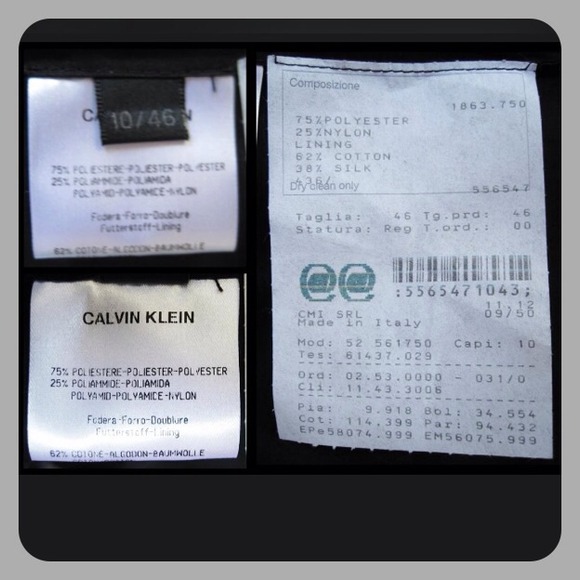 10/46
75% POLIESTERE-POLIESTER-POLYESTER
25% POLIAMMIDE-POLIAMIDA
POLYAMID-POLYAMIDE-NYLON
Fodera-Forro-Doublure
Futterstoff-Lining
62% COTONE-ALGODON-BAUMWOLLE
CALVIN KLEIN
75% POLIESTERE-POLIESTER-POLYESTER
25% POLIAMMIDE-POLIAMIDA
POLYAMID-POLYAMIDE-NYLON
Fodera-Forro-Doublure
Futterstoff-Lining
62% COTONE-ALGODON-BAUMWOLLE
Composizione
1863.750
75%POLYESTER
25%NYLON
LINING
62% COTTON
38% SILK
Dry clean only
556547
Taglia: 46 Tg.prd: 46
Statura: Reg T.ord.: 00
:5565471043;
11.12
CMI SRL 09/50
Made in Italy
Mod: 52 561750 Capi: 10
Tes: 61437.029
Ord: 02.53.0000 - 031/0
Cli: 11.43.3006
Pia: 9.918 Bol: 34.554
Cot: 114.399 Par: 94.432
EPe58074.999 EM56075.999